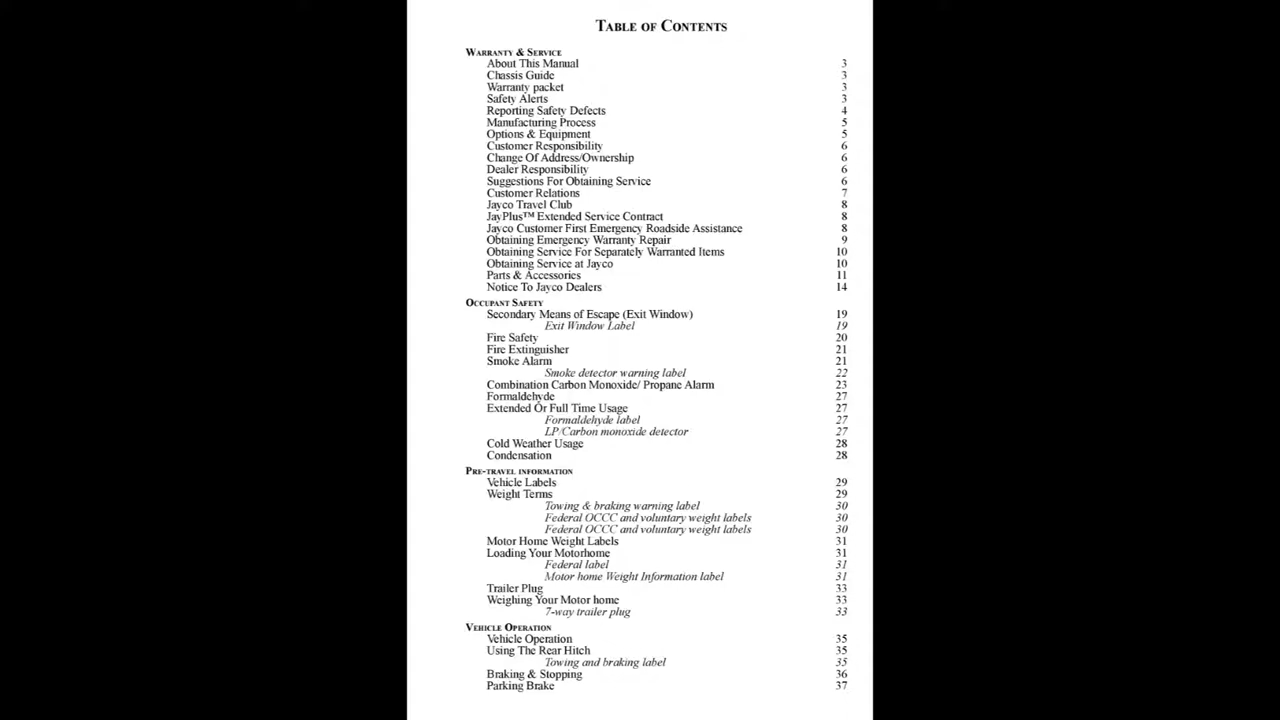 TABLE OF CONTENTS
WARRANTY & SERVICE
About This Manual 3
Chassis Guide 3
Warranty packet 3
Safety Alerts 3
Reporting Safety Defects 4
Manufacturing Process 5
Options & Equipment 5
Customer Responsibility 6
Change Of Address/Ownership 6
Dealer Responsibility 6
Suggestions For Obtaining Service 6
Customer Relations 7
Jayco Travel Club 8
JayPlus™ Extended Service Contract 8
Jayco Customer First Emergency Roadside Assistance 8
Obtaining Emergency Warranty Repair 9
Obtaining Service For Separately Warranted Items 10
Obtaining Service at Jayco 10
Parts & Accessories 11
Notice To Jayco Dealers 14
OCCUPANT SAFETY
Secondary Means of Escape (Exit Window) 19
Exit Window Label 19
Fire Safety 20
Fire Extinguisher 21
Smoke Alarm 21
Smoke detector warning label 22
Combination Carbon Monoxide/ Propane Alarm 23
Formaldehyde 27
Extended Or Full Time Usage 27
Formaldehyde label 27
LP/Carbon monoxide detector 27
Cold Weather Usage 28
Condensation 28
PRE-TRAVEL INFORMATION
Vehicle Labels 29
Weight Terms 29
Towing & braking warning label 30
Federal OCCC and voluntary weight labels 30
Federal OCCC and voluntary weight labels 30
Motor Home Weight Labels 31
Loading Your Motorhome 31
Federal label 31
Motor home Weight Information label 31
Trailer Plug 33
Weighing Your Motor home 33
7-way trailer plug 33
VEHICLE OPERATION
Vehicle Operation 35
Using The Rear Hitch 35
Towing and braking label 35
Braking & Stopping 36
Parking Brake 37